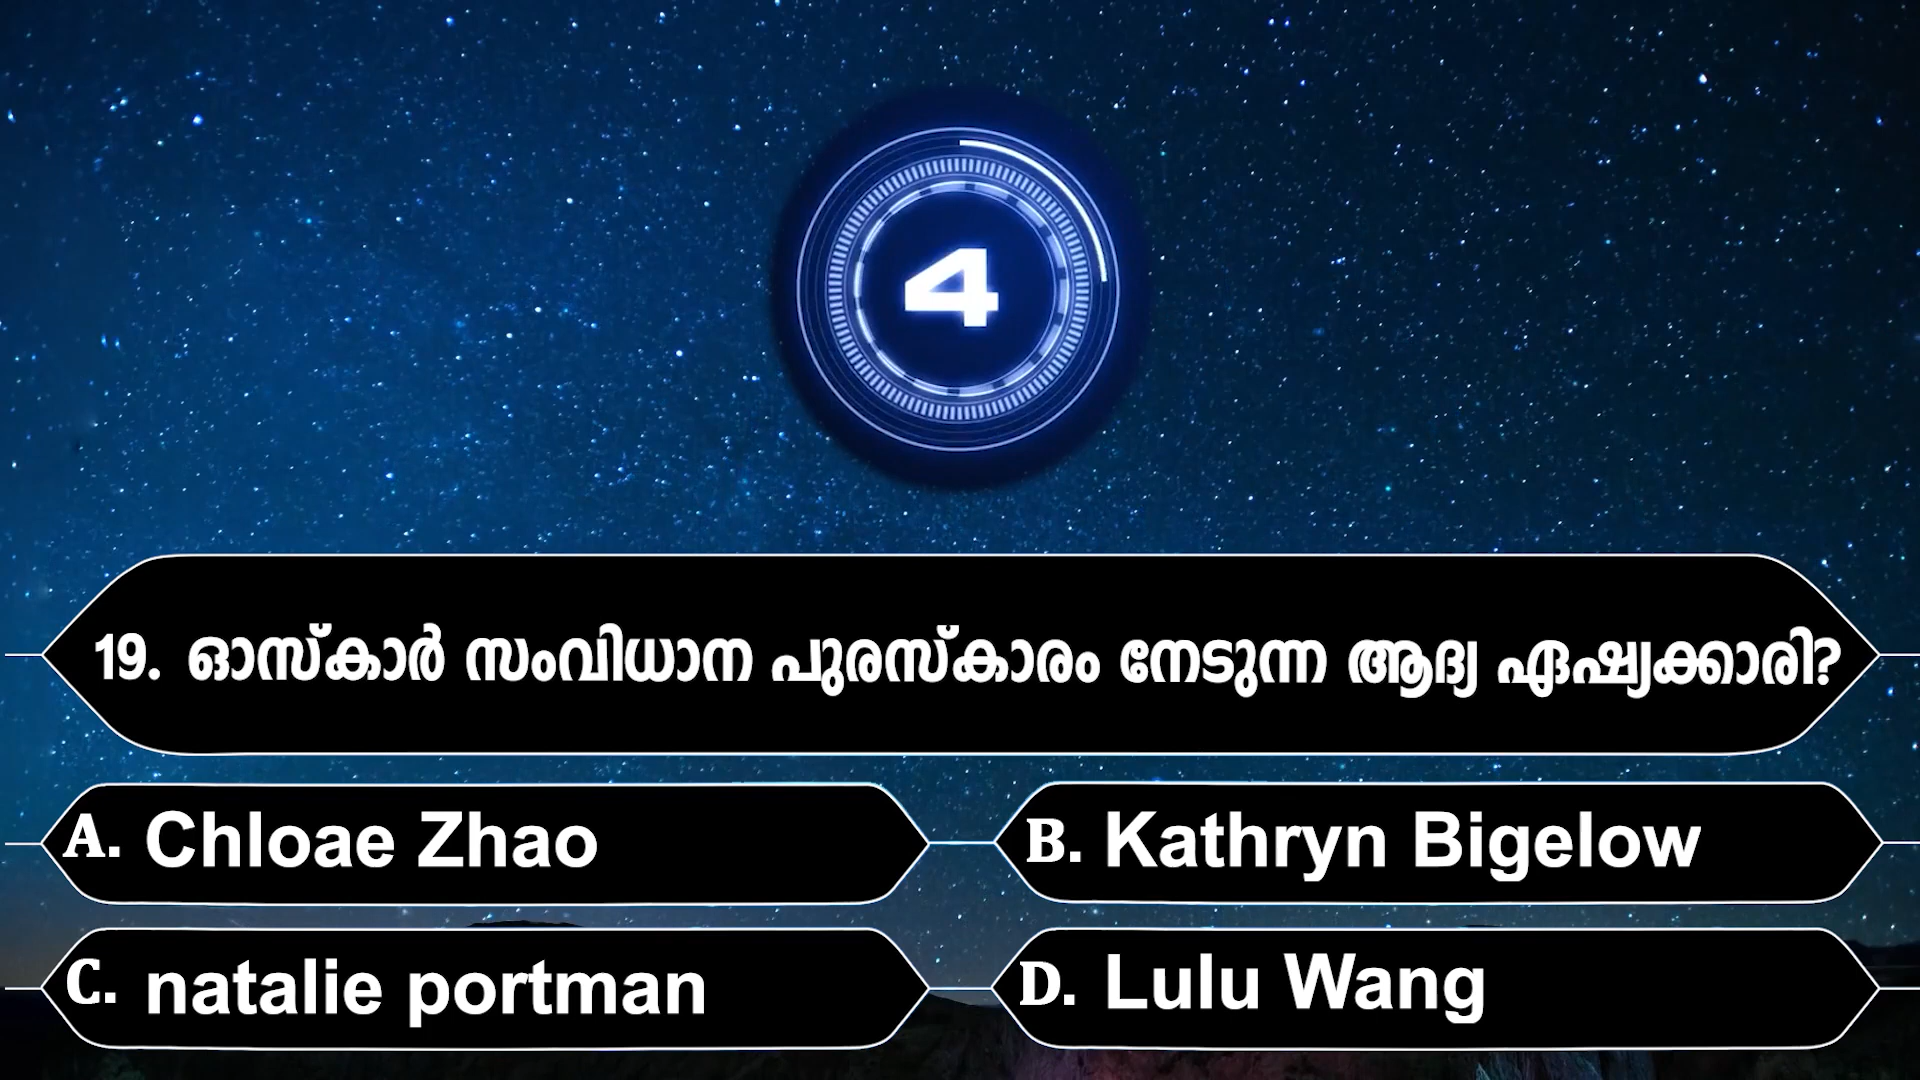 4
19. ഓസ്കാർ സംവിധാന പുരസ്കാരം നേടുന്ന ആദ്യ ഏഷ്യക്കാരി?
A. Chloae Zhao
B. Kathryn Bigelow
C. natalie portman
D. Lulu Wang